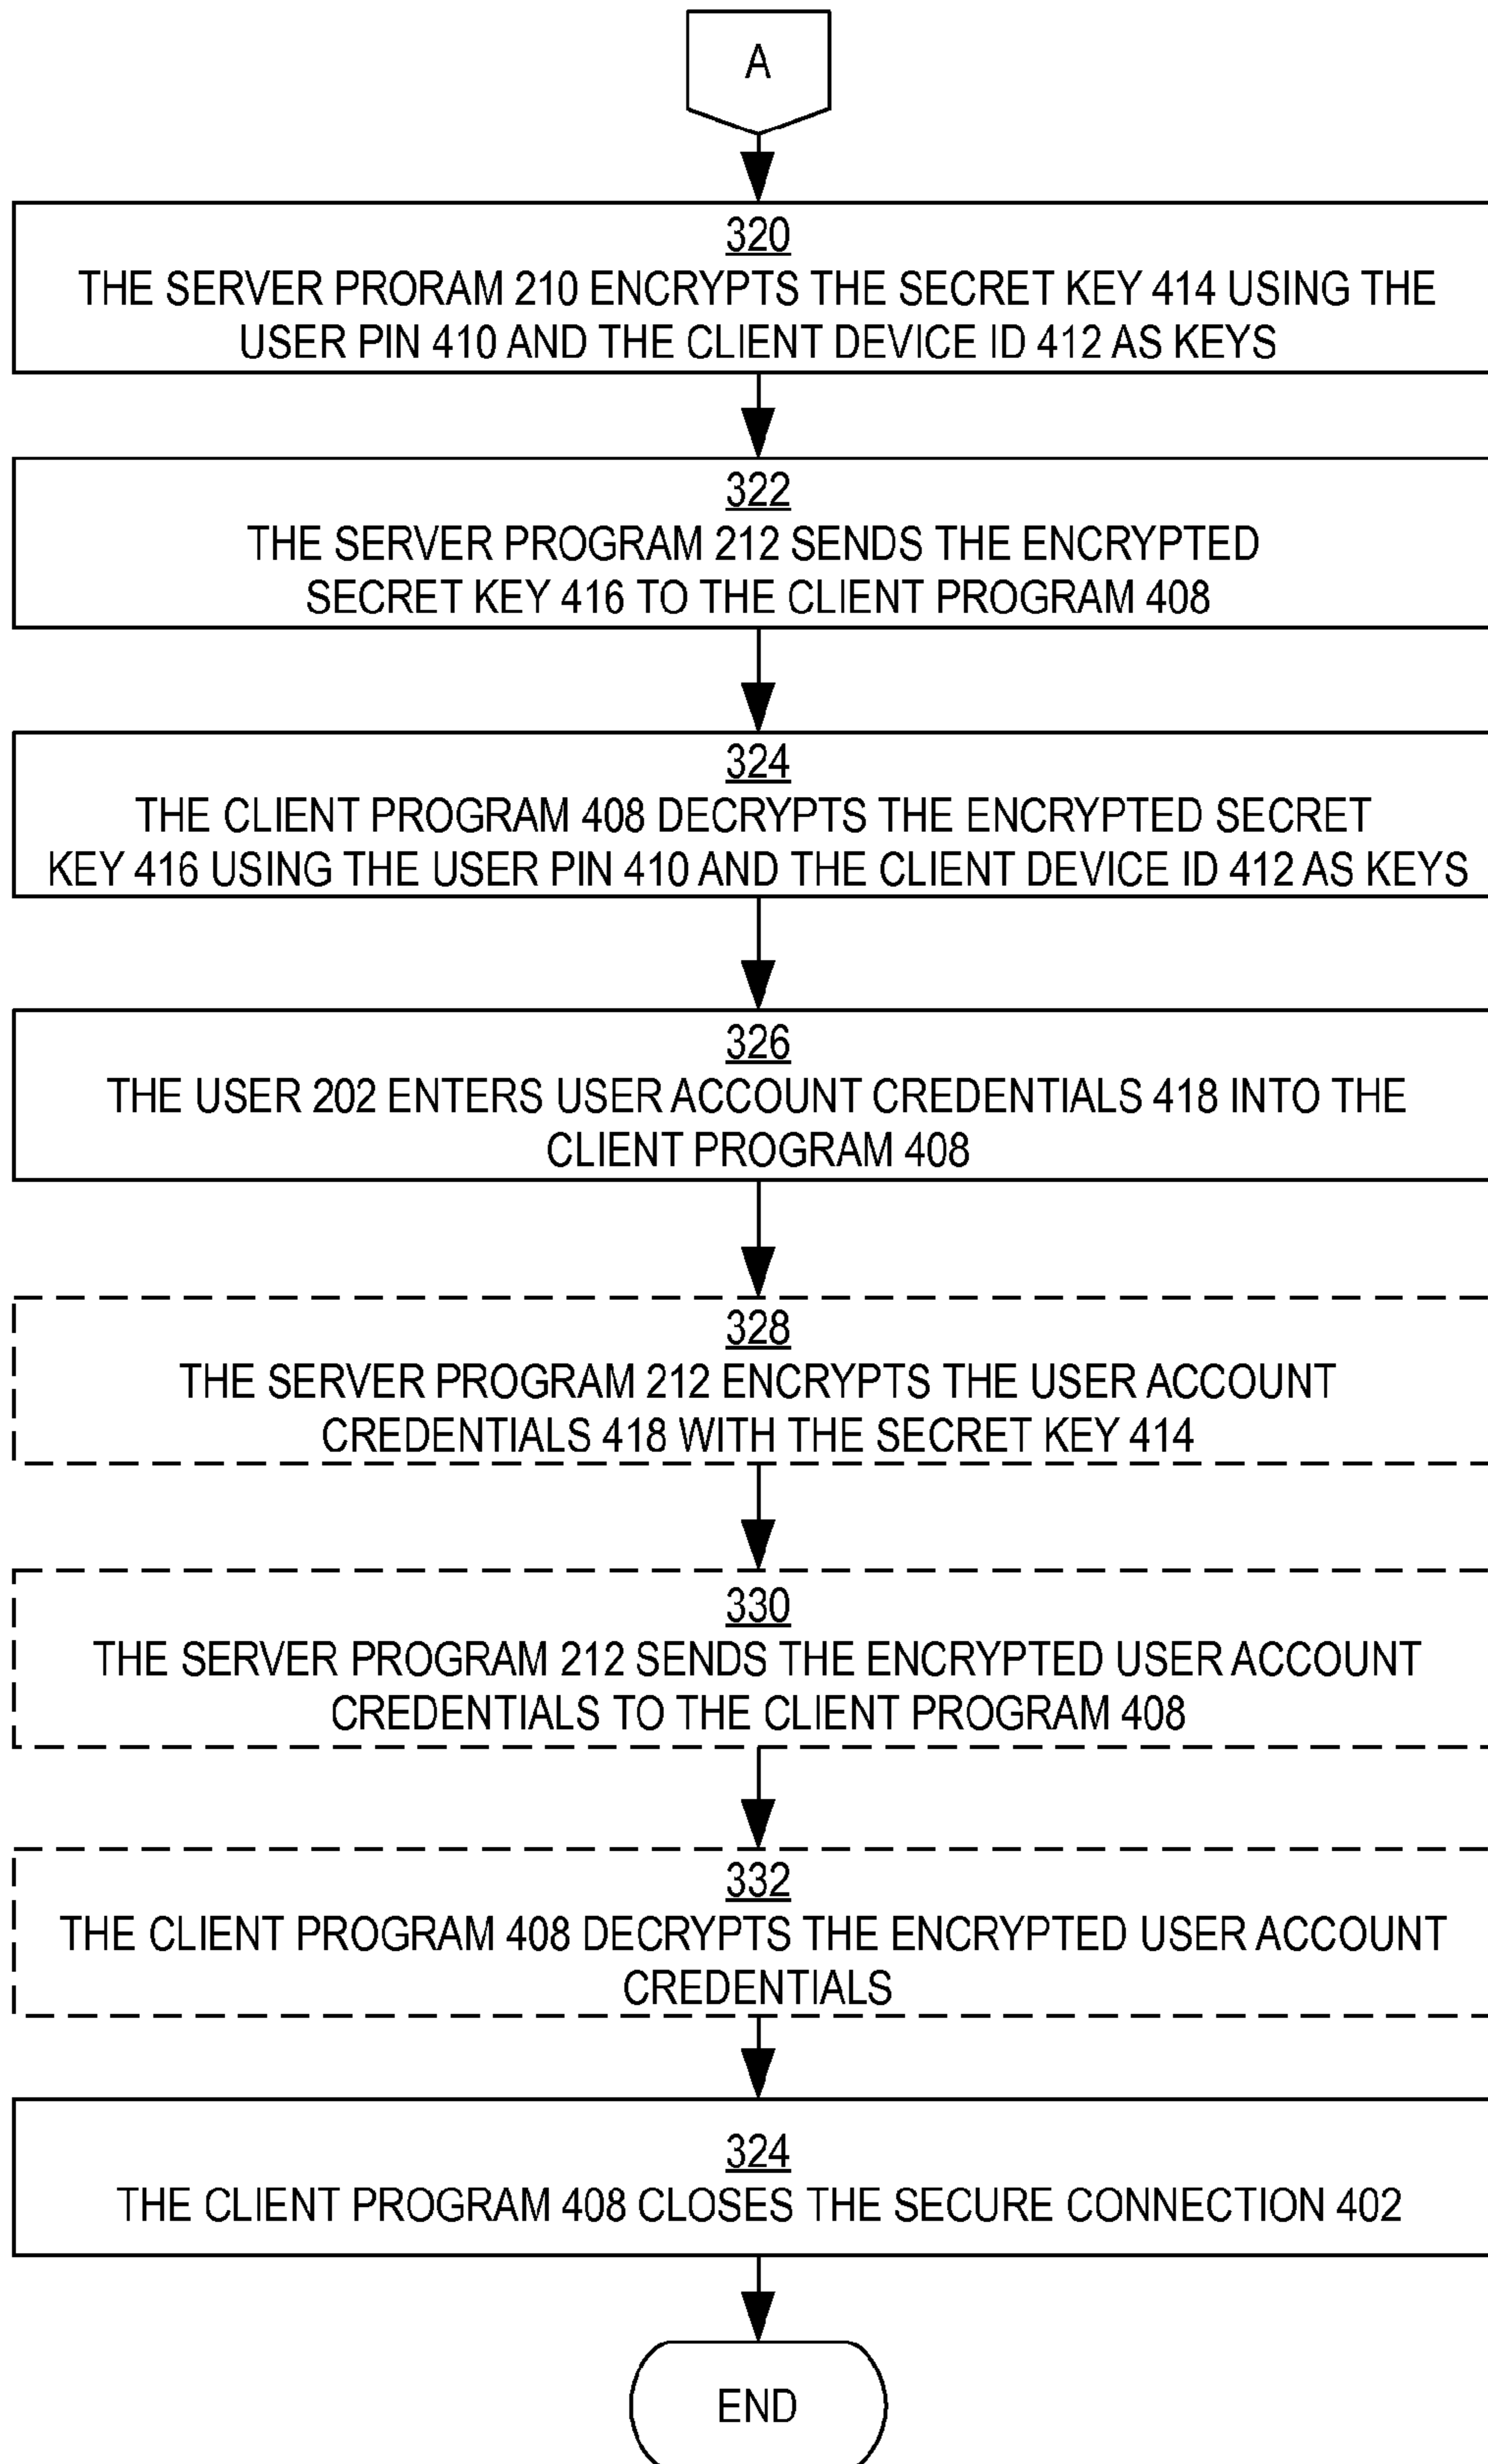 A
320
THE SERVER PRORAM 210 ENCRYPTS THE SECRET KEY 414 USING THE
USER PIN 410 AND THE CLIENT DEVICE ID 412 AS KEYS
322
THE SERVER PROGRAM 212 SENDS THE ENCRYPTED
SECRET KEY 416 TO THE CLIENT PROGRAM 408
324
THE CLIENT PROGRAM 408 DECRYPTS THE ENCRYPTED SECRET
KEY 416 USING THE USER PIN 410 AND THE CLIENT DEVICE ID 412 AS KEYS
326
THE USER 202 ENTERS USER ACCOUNT CREDENTIALS 418 INTO THE
CLIENT PROGRAM 408
328
THE SERVER PROGRAM 212 ENCRYPTS THE USER ACCOUNT
CREDENTIALS 418 WITH THE SECRET KEY 414
330
THE SERVER PROGRAM 212 SENDS THE ENCRYPTED USER ACCOUNT
CREDENTIALS TO THE CLIENT PROGRAM 408
332
THE CLIENT PROGRAM 408 DECRYPTS THE ENCRYPTED USER ACCOUNT
CREDENTIALS
324
THE CLIENT PROGRAM 408 CLOSES THE SECURE CONNECTION 402
END